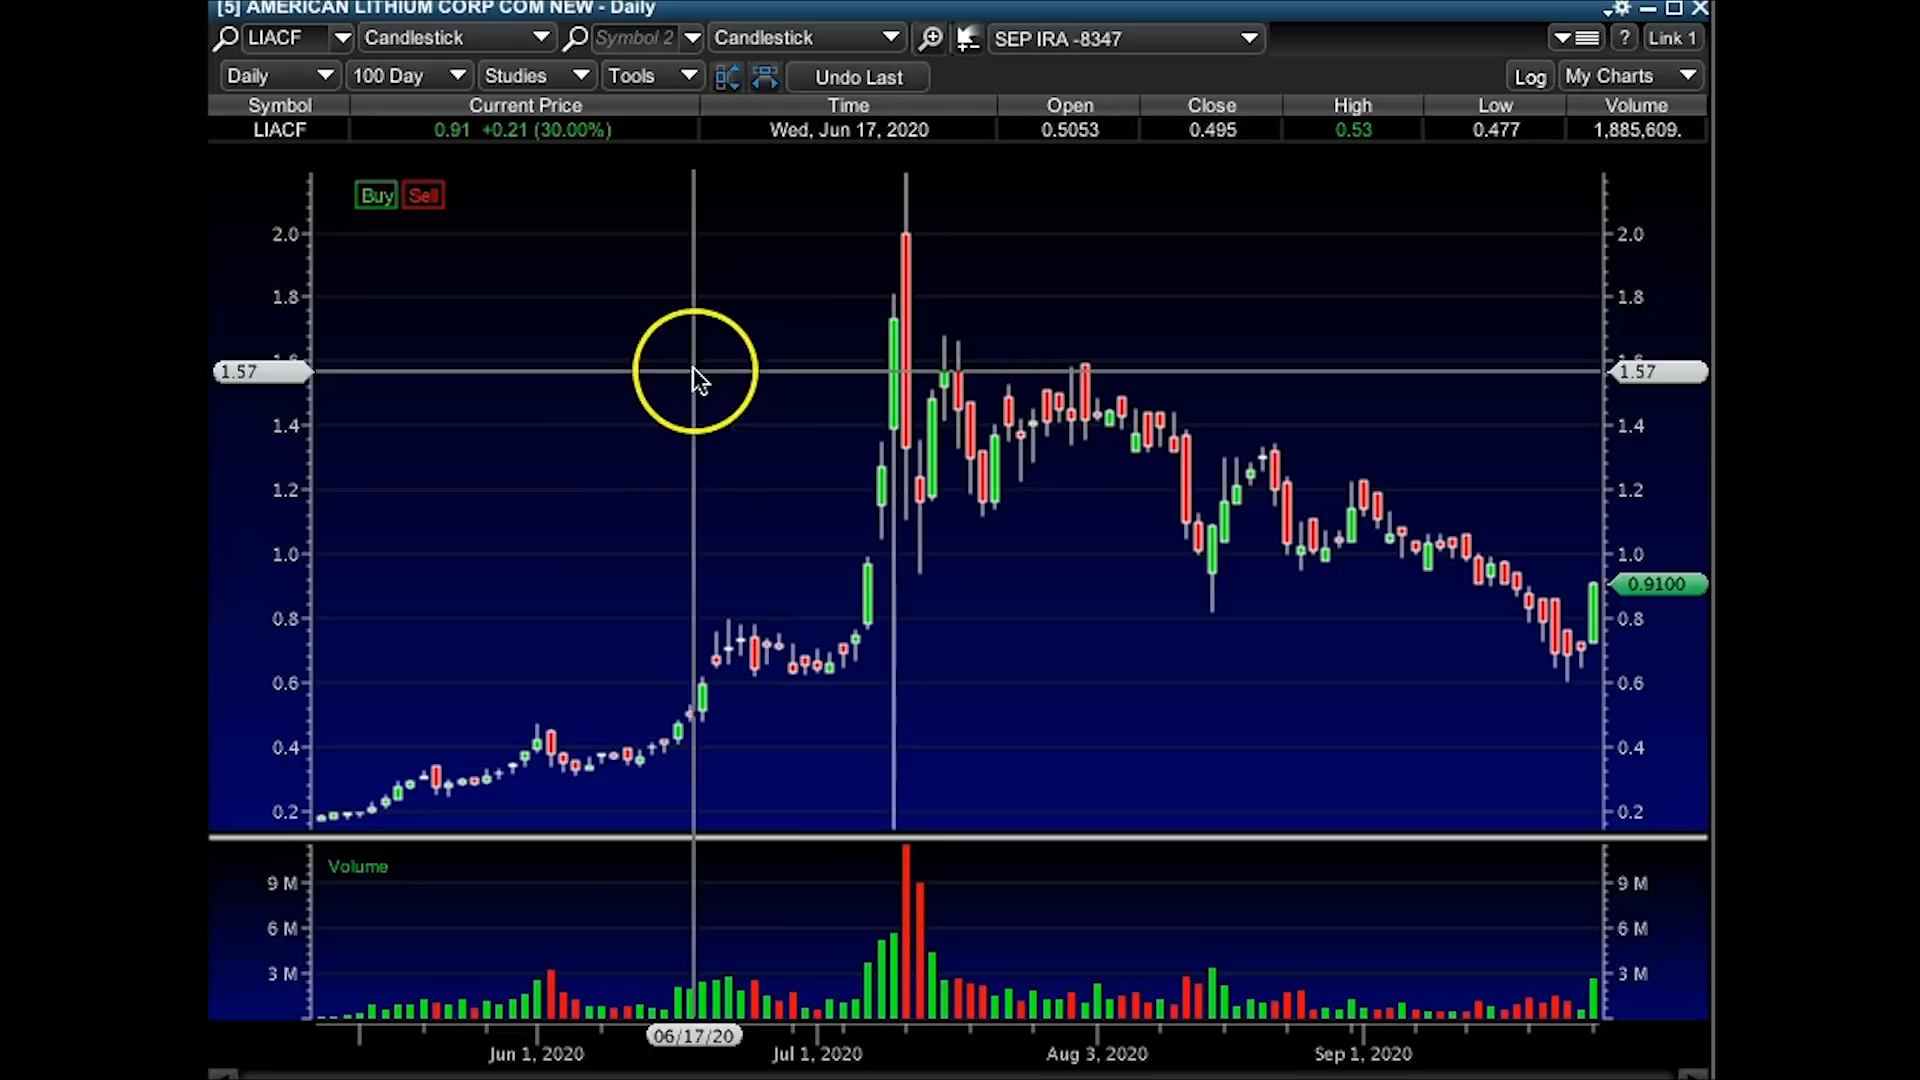 [5] AMERICAN LITHIUM CORP COM NEW - Daily
LIACF Candlestick Symbol 2 Candlestick SEP IRA -8347 ? Link 1
Daily 100 Day Studies Tools Undo Last Log My Charts
Symbol Current Price Time Open Close High Low Volume
LIACF 0.91 +0.21 (30.00%) Wed, Jun 17, 2020 0.5053 0.495 0.53 0.477 1,885,609.
Buy Sell
2.0 2.0
1.8 1.8
1.57 1.57
1.4 1.4
1.2 1.2
1.0 1.0
0.9100
0.8 0.8
0.6 0.6
0.4 0.4
0.2 0.2
Volume
9 M 9 M
6 M 6 M
3 M 3 M
06/17/20
Jun 1, 2020 Jul 1, 2020 Aug 3, 2020 Sep 1, 2020